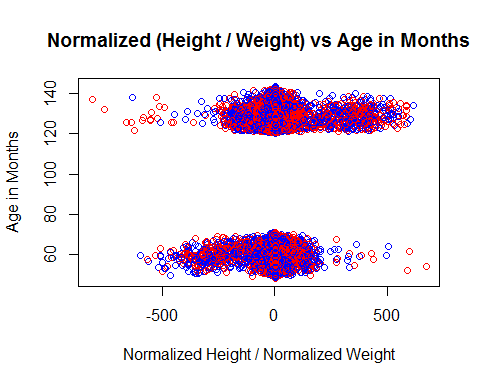 Normalized (Height / Weight) vs Age in Months
Age in Months
140
120
100
80
60
-500
0
500
Normalized Height / Normalized Weight